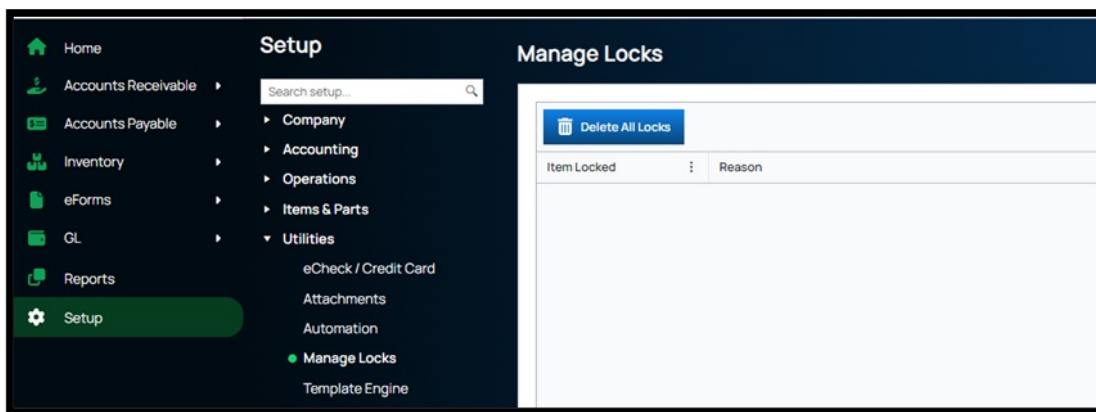 Home
Accounts Receivable
Accounts Payable
Inventory
eForms
GL
Reports
Setup
Setup
Search setup...
Company
Accounting
Operations
Items & Parts
Utilities
eCheck / Credit Card
Attachments
Automation
Manage Locks
Template Engine
Manage Locks
Delete All Locks
Item Locked Reason